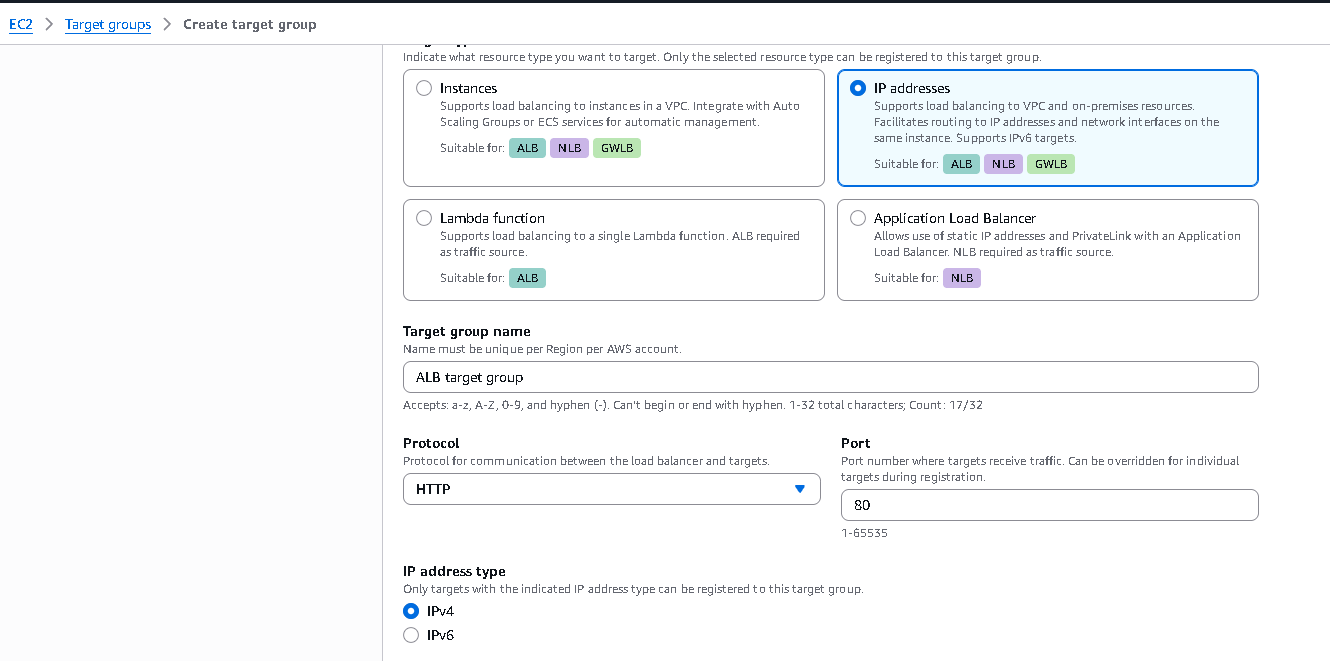 EC2 > Target groups > Create target group
Indicate what resource type you want to target. Only the selected resource type can be registered to this target group.
Instances
Supports load balancing to instances in a VPC. Integrate with Auto
Scaling Groups or ECS services for automatic management.
Suitable for: ALB NLB GWLB
IP addresses
Supports load balancing to VPC and on-premises resources.
Facilitates routing to IP addresses and network interfaces on the
same instance. Supports IPv6 targets.
Suitable for: ALB NLB GWLB
Lambda function
Supports load balancing to a single Lambda function. ALB required
as traffic source.
Suitable for: ALB
Application Load Balancer
Allows use of static IP addresses and PrivateLink with an Application
Load Balancer. NLB required as traffic source.
Suitable for: NLB
Target group name
Name must be unique per Region per AWS account.
ALB target group
Accepts: a-z, A-Z, 0-9, and hyphen (-). Can't begin or end with hyphen. 1-32 total characters; Count: 17/32
Protocol
Protocol for communication between the load balancer and targets.
HTTP
Port
Port number where targets receive traffic. Can be overridden for individual
targets during registration.
80
1-65535
IP address type
Only targets with the indicated IP address type can be registered to this target group.
IPv4
IPv6